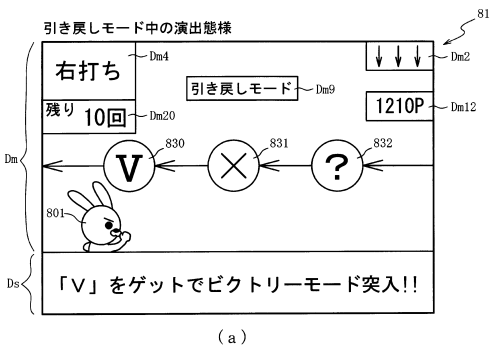 引き戻しモード中の演出態様
81
右打ち
Dm4
↓ ↓ ↓
Dm2
引き戻しモード
Dm9
残り 10回
Dm20
1210P
Dm12
830
831
832
V
×
?
Dm
801
Ds
「V」をゲットでビクトリーモード突入!!
(a)